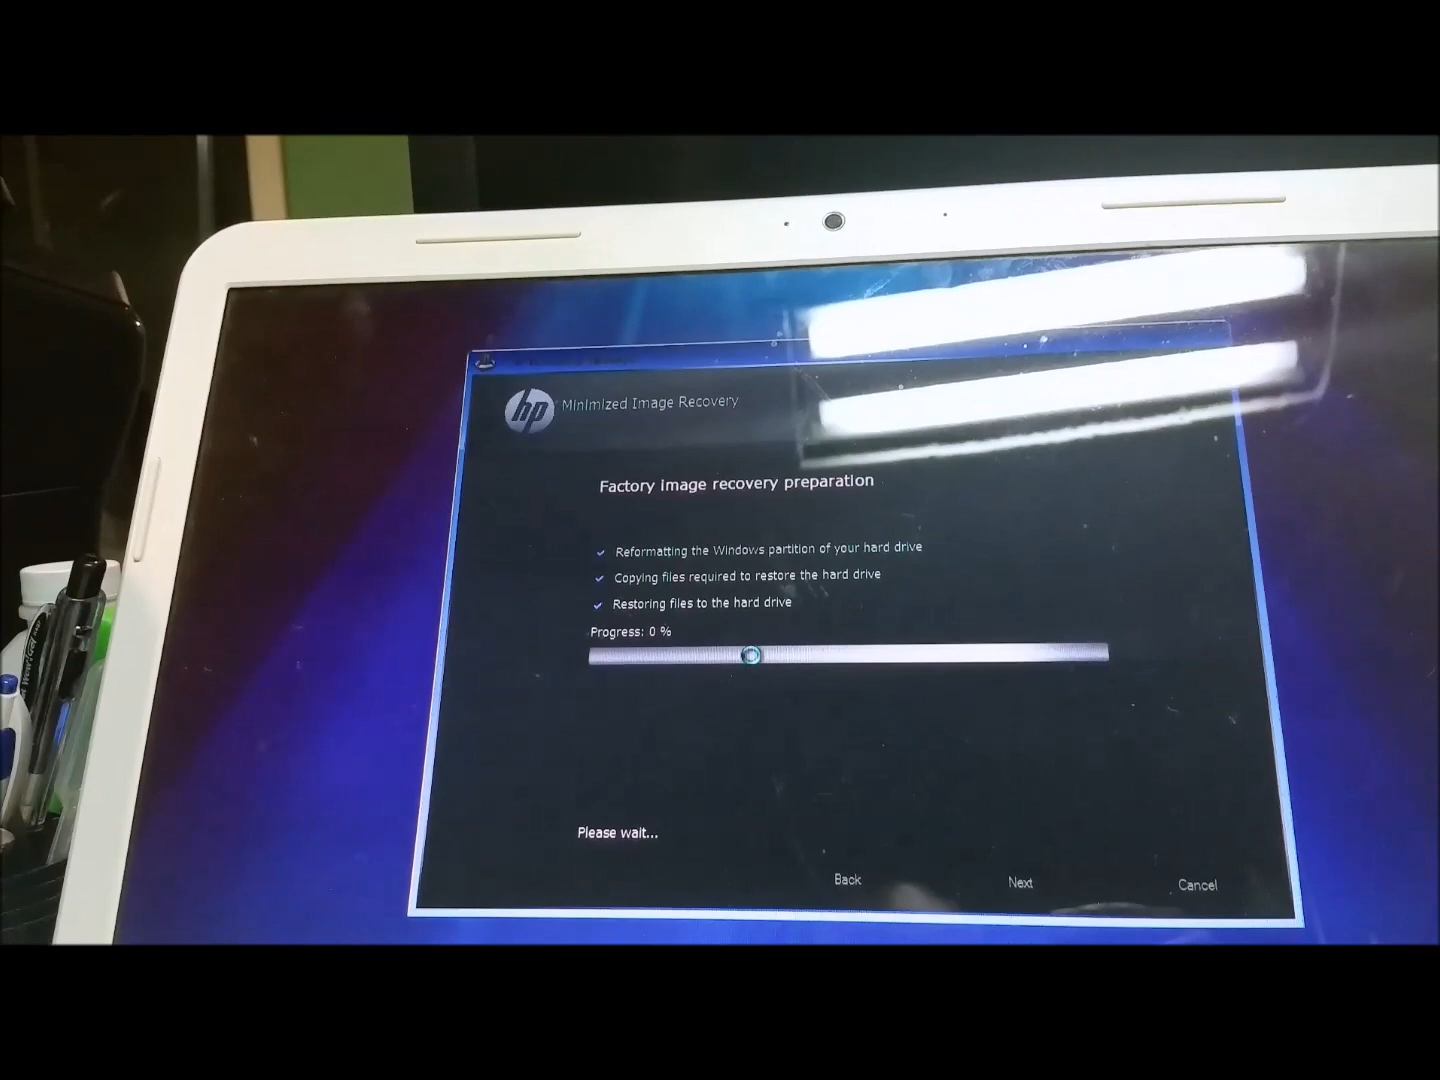 hp Minimized Image Recovery
Factory image recovery preparation
Reformatting the Windows partition of your hard drive
Copying files required to restore the hard drive
Restoring files to the hard drive
Progress: 0 %
Please wait...
Back Next Cancel